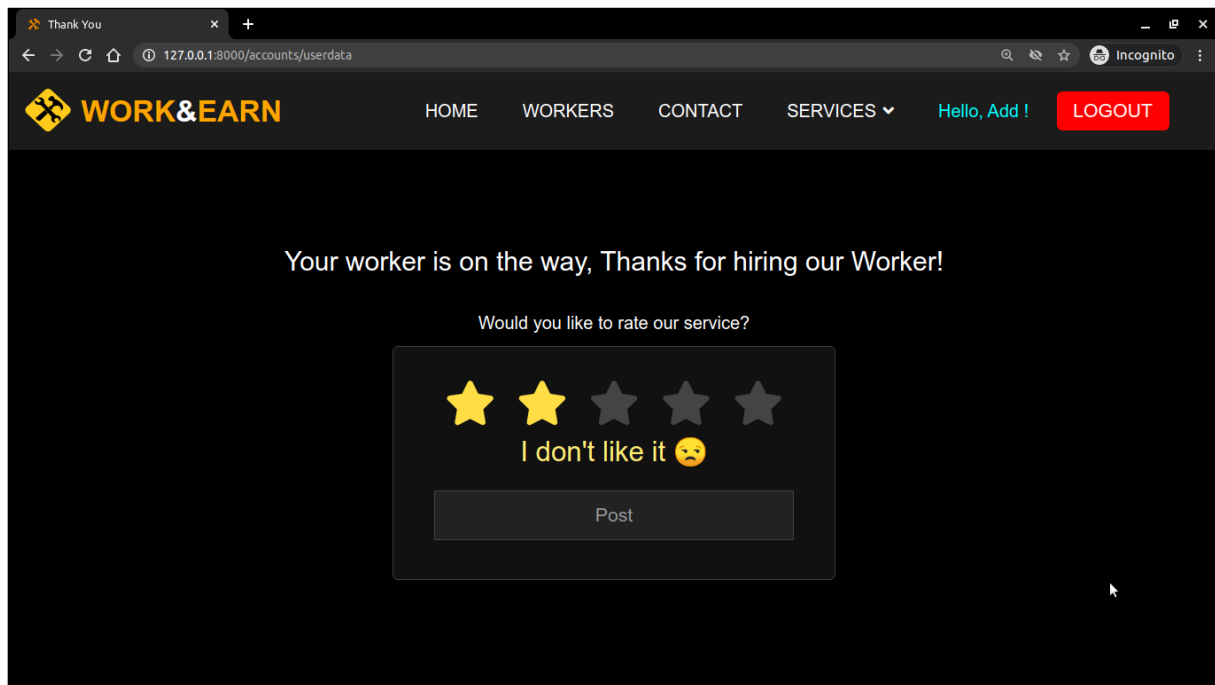 Thank You
127.0.0.1:8000/accounts/userdata
Incognito
WORK&EARN
HOME WORKERS CONTACT SERVICES Hello, Add ! LOGOUT
Your worker is on the way, Thanks for hiring our Worker!
Would you like to rate our service?
I don't like it 😒
Post